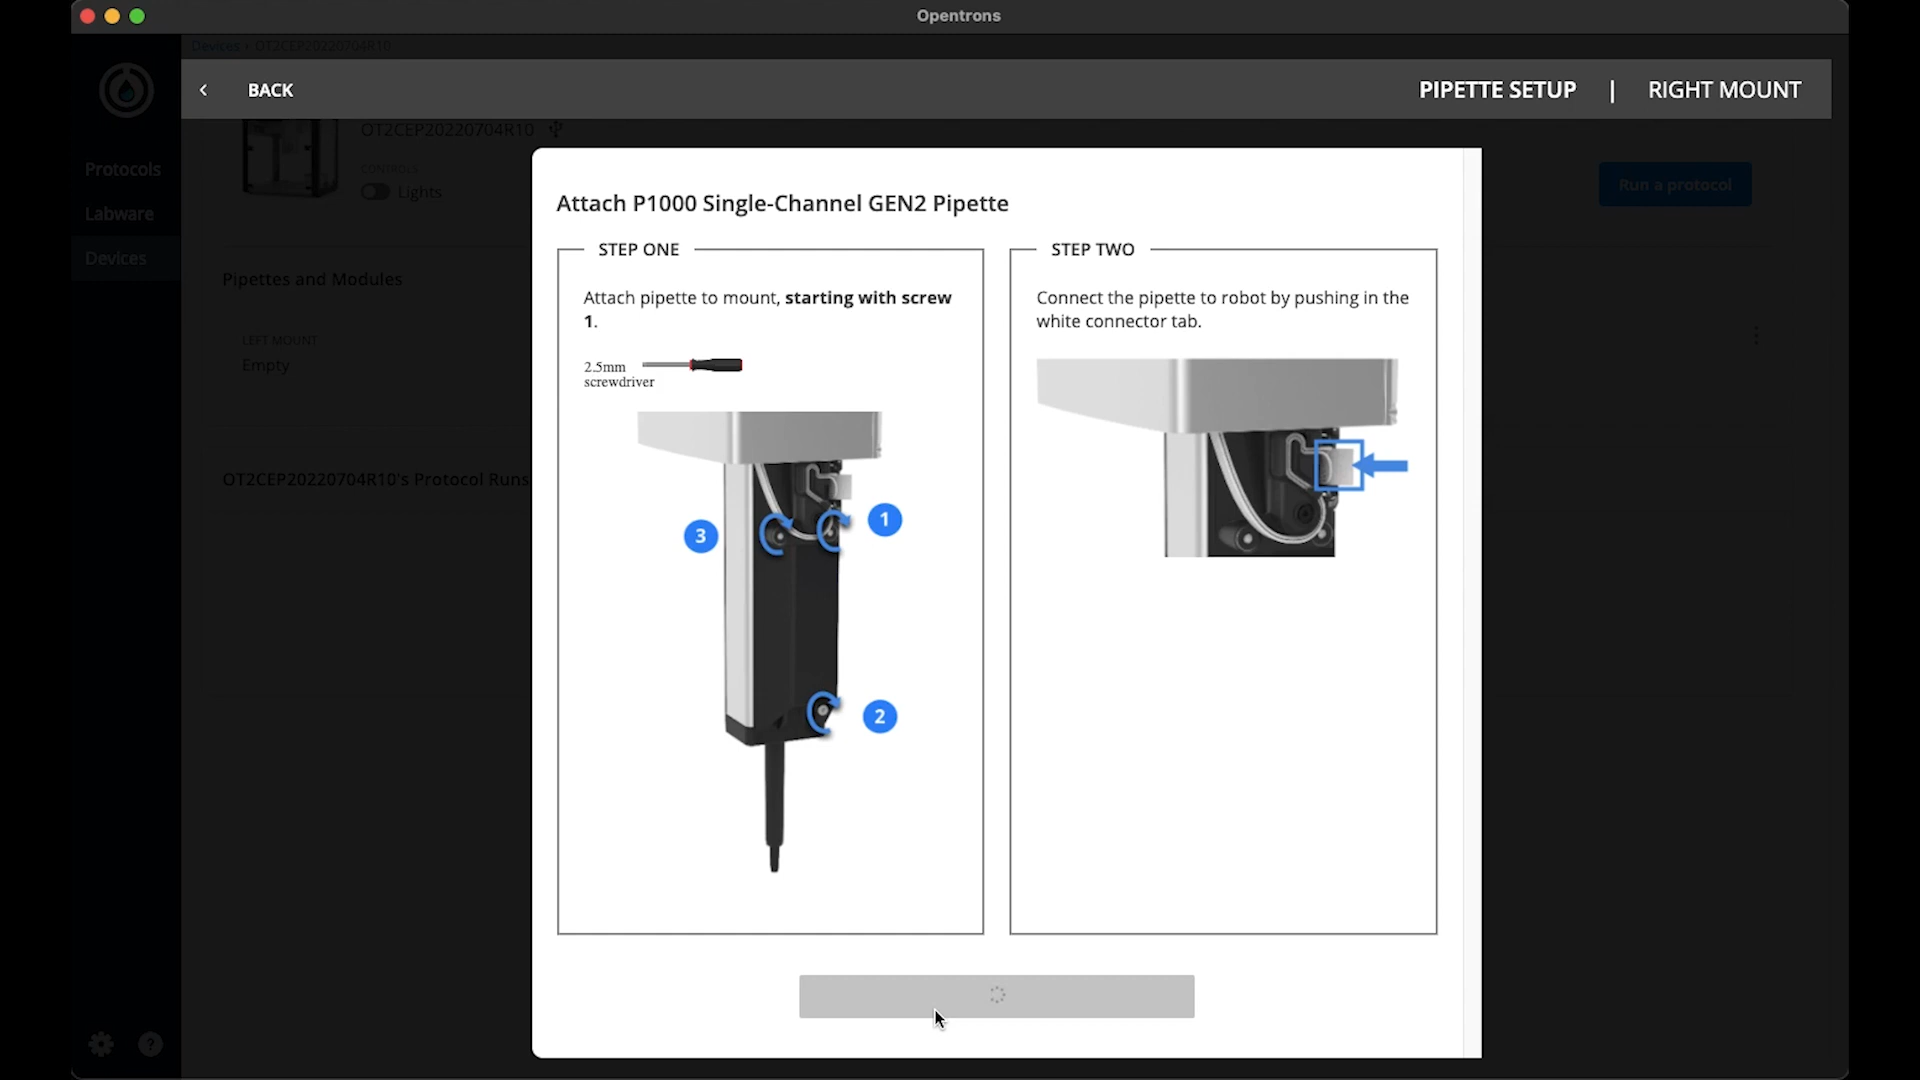 Opentrons
Devices › OT2CEP20220704R10
BACK
PIPETTE SETUP | RIGHT MOUNT
OT2CEP20220704R10
CONTROLS
Lights
Run a protocol
Protocols
Labware
Devices
Pipettes and Modules
LEFT MOUNT
Empty
OT2CEP20220704R10's Protocol Runs
Attach P1000 Single-Channel GEN2 Pipette
STEP ONE
Attach pipette to mount, starting with screw
1.
2.5mm
screwdriver
3
1
2
STEP TWO
Connect the pipette to robot by pushing in the
white connector tab.
?